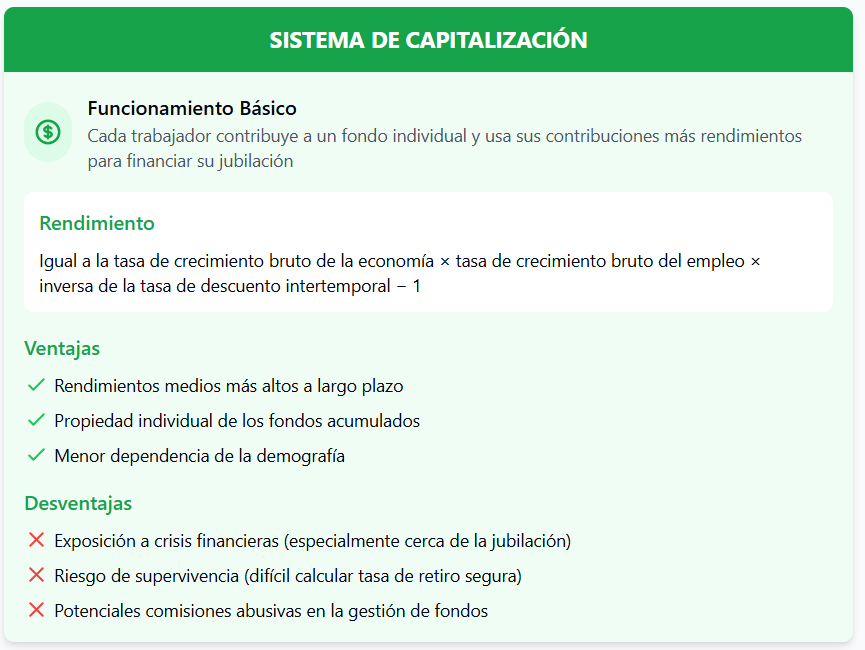 SISTEMA DE CAPITALIZACIÓN
Funcionamiento Básico
Cada trabajador contribuye a un fondo individual y usa sus contribuciones más rendimientos
para financiar su jubilación
Rendimiento
Igual a la tasa de crecimiento bruto de la economía × tasa de crecimiento bruto del empleo ×
inversa de la tasa de descuento intertemporal − 1
Ventajas
Rendimientos medios más altos a largo plazo
Propiedad individual de los fondos acumulados
Menor dependencia de la demografía
Desventajas
Exposición a crisis financieras (especialmente cerca de la jubilación)
Riesgo de supervivencia (difícil calcular tasa de retiro segura)
Potenciales comisiones abusivas en la gestión de fondos